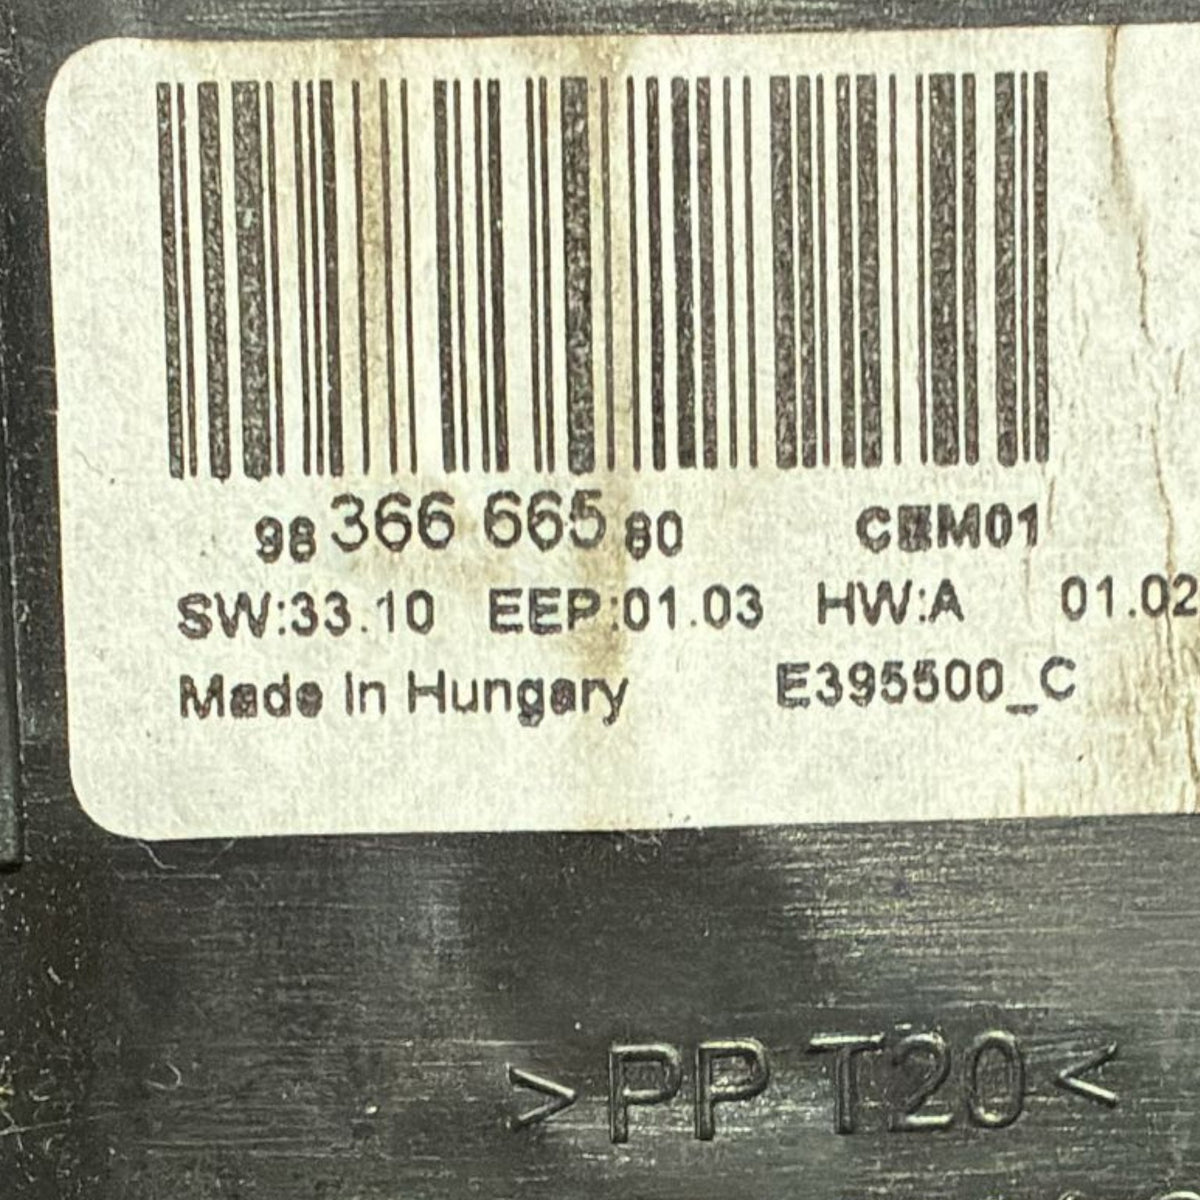 98 366 665 80 CEM01
SW:33.10 EEP:01.03 HW:A 01.02
Made In Hungary E395500_C
>PP T20<